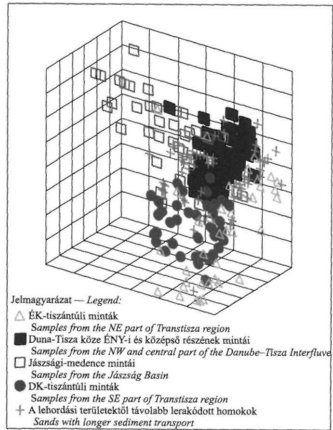 Jelmagyarázat — Legend:
ÉK-tiszántúli minták
Samples from the NE part of Transtisza region
Duna-Tisza köze ÉNY-i és középső részének mintái
Samples from the NW and central part of the Danube–Tisza Interfluve
Jászsági-medence mintái
Samples from the Jászság Basin
DK-tiszántúli minták
Samples from the SE part of Transtisza region
A lehordási területektől távolabb lerakódott homokok
Sands with longer sediment transport